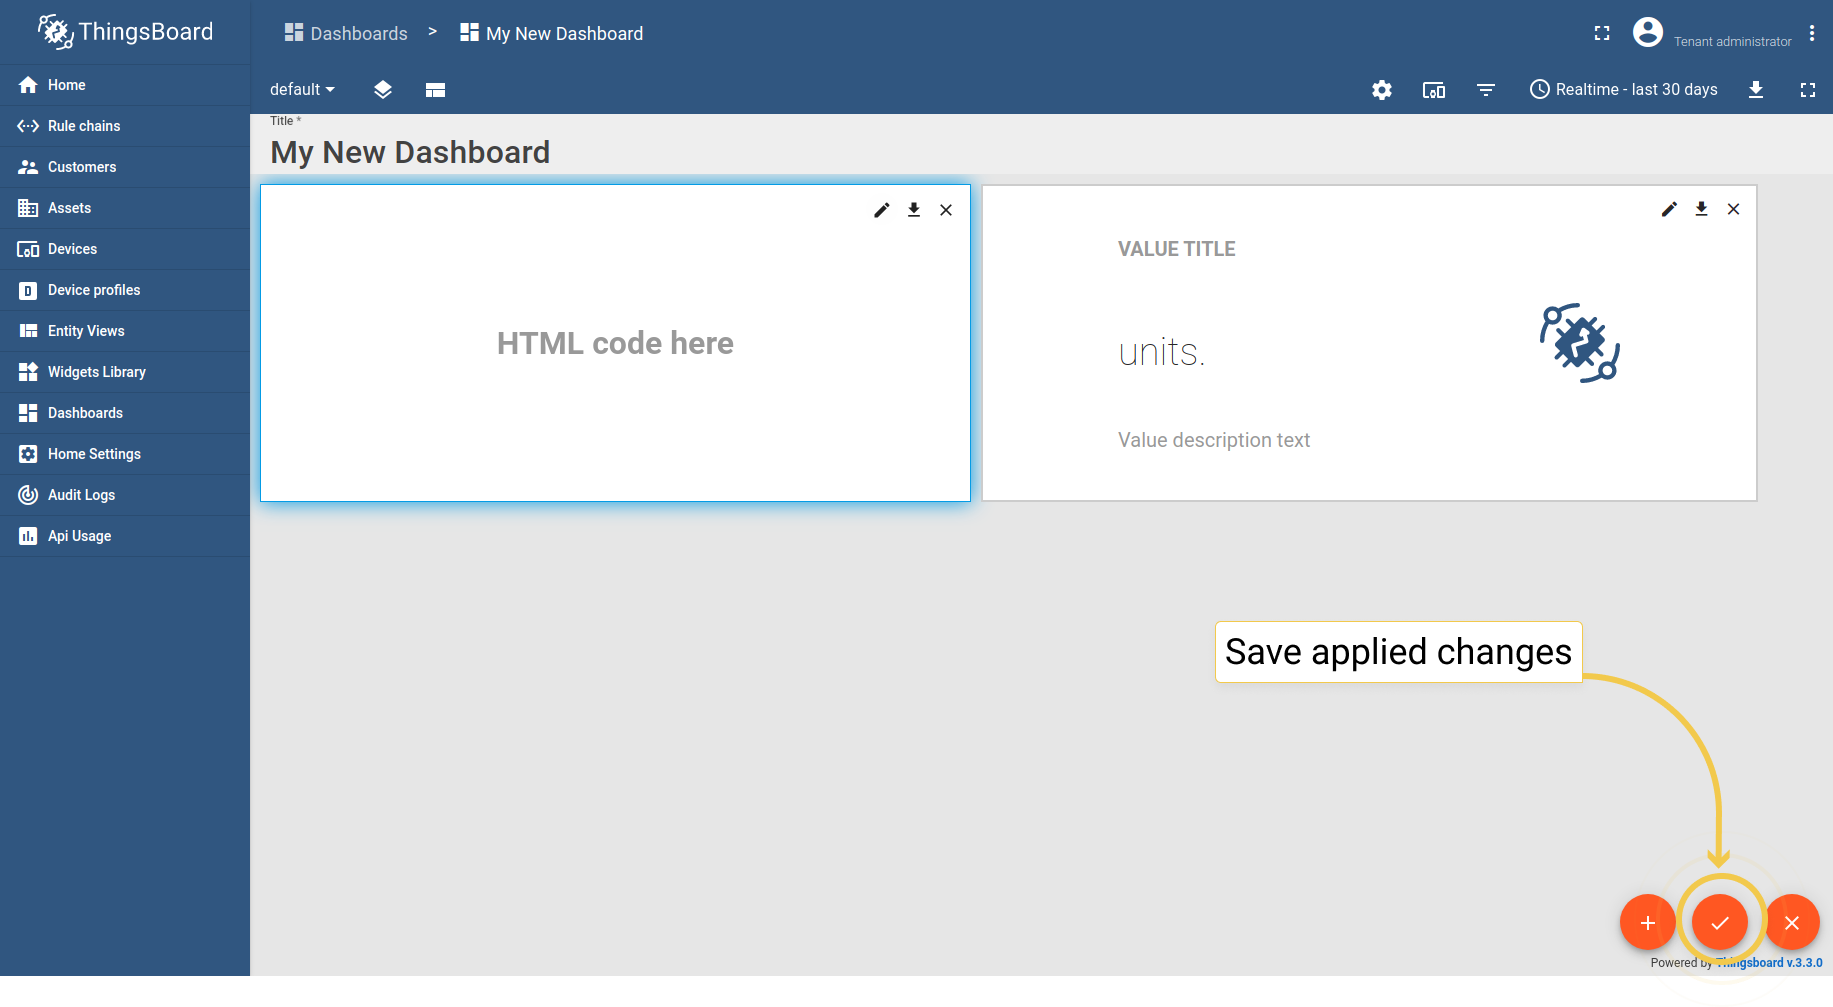 ThingsBoard
Dashboards > My New Dashboard
Tenant administrator
Home
Rule chains
Customers
Assets
Devices
Device profiles
Entity Views
Widgets Library
Dashboards
Home Settings
Audit Logs
Api Usage
default
Realtime - last 30 days
Title *
My New Dashboard
HTML code here
VALUE TITLE
units.
Value description text
Save applied changes
Powered by Thingsboard v.3.3.0